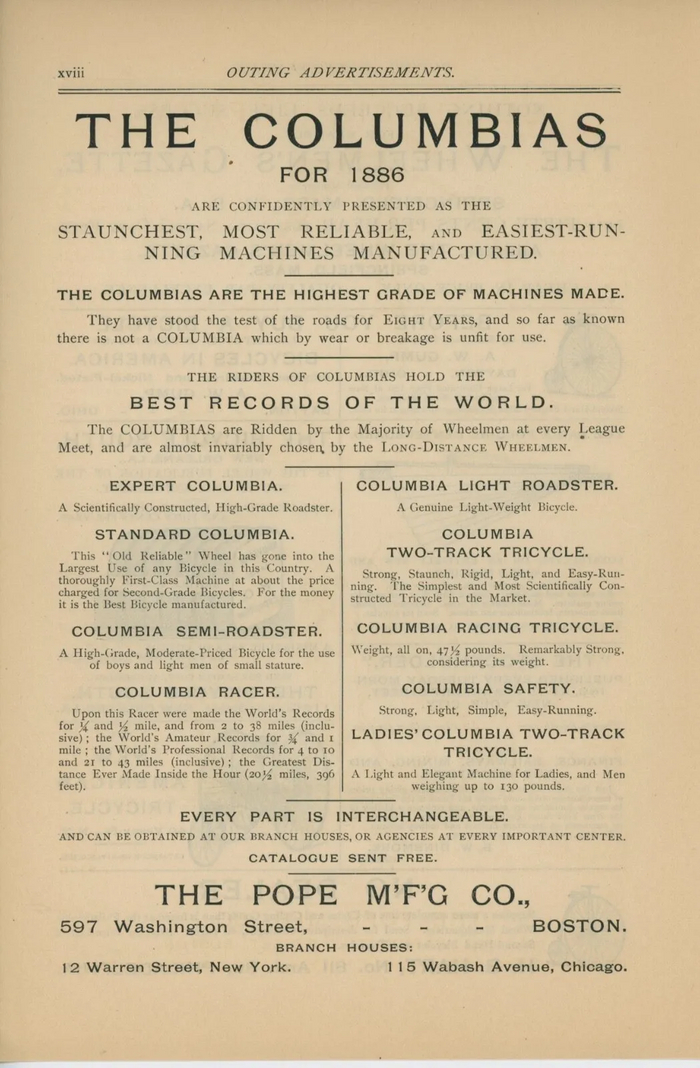 xviii
OUTING ADVERTISEMENTS.
THE COLUMBIAS
FOR 1886
ARE CONFIDENTLY PRESENTED AS THE
STAUNCHEST, MOST RELIABLE, AND EASIEST-RUN-
NING MACHINES MANUFACTURED.
THE COLUMBIAS ARE THE HIGHEST GRADE OF MACHINES MADE.
They have stood the test of the roads for EIGHT YEARS, and so far as known
there is not a COLUMBIA which by wear or breakage is unfit for use.
THE RIDERS OF COLUMBIAS HOLD THE
BEST RECORDS OF THE WORLD.
The COLUMBIAS are Ridden by the Majority of Wheelmen at every League
Meet, and are almost invariably chosen, by the LONG-DISTANCE WHEELMEN.
EXPERT COLUMBIA.
A Scientifically Constructed, High-Grade Roadster.
STANDARD COLUMBIA.
This "Old Reliable" Wheel has gone into the
Largest Use of any Bicycle in this Country. A
thoroughly First-Class Machine at about the price
charged for Second-Grade Bicycles. For the money
it is the Best Bicycle manufactured.
COLUMBIA SEMI-ROADSTER.
A High-Grade, Moderate-Priced Bicycle for the use
of boys and light men of small stature.
COLUMBIA RACER.
Upon this Racer were made the World's Records
for ¼ and ½ mile, and from 2 to 38 miles (inclu-
sive); the World's Amateur Records for ¾ and 1
mile; the World's Professional Records for 4 to 10
and 21 to 43 miles (inclusive); the Greatest Dis-
tance Ever Made Inside the Hour (20½ miles, 396
feet).
COLUMBIA LIGHT ROADSTER.
A Genuine Light-Weight Bicycle.
COLUMBIA
TWO-TRACK TRICYCLE.
Strong, Staunch, Rigid, Light, and Easy-Run-
ning. The Simplest and Most Scientifically Con-
structed Tricycle in the Market.
COLUMBIA RACING TRICYCLE.
Weight, all on, 47½ pounds. Remarkably Strong,
considering its weight.
COLUMBIA SAFETY.
Strong, Light, Simple, Easy-Running.
LADIES' COLUMBIA TWO-TRACK
TRICYCLE.
A Light and Elegant Machine for Ladies, and Men
weighing up to 130 pounds.
EVERY PART IS INTERCHANGEABLE.
AND CAN BE OBTAINED AT OUR BRANCH HOUSES, OR AGENCIES AT EVERY IMPORTANT CENTER.
CATALOGUE SENT FREE.
THE POPE M'F'G CO.,
597 Washington Street, - - - BOSTON.
BRANCH HOUSES:
12 Warren Street, New York. 115 Wabash Avenue, Chicago.